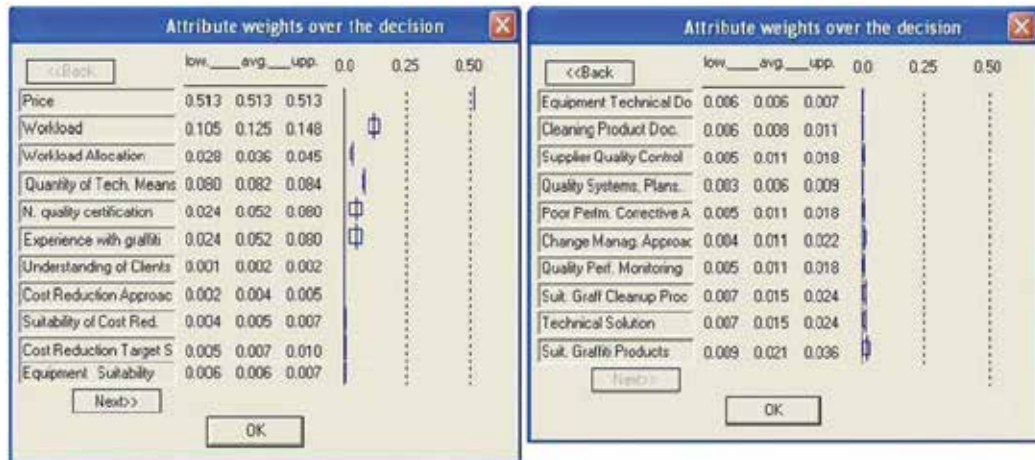 Attribute weights over the decision
<<Back
low.___avg.___upp. 0.0 0.25 0.50
Price 0.513 0.513 0.513
Workload 0.105 0.125 0.148
Workload Allocation 0.028 0.036 0.045
Quantity of Tech. Means 0.080 0.082 0.084
N. quality certification 0.024 0.052 0.080
Experience with graffiti 0.024 0.052 0.080
Understanding of Clients 0.001 0.002 0.002
Cost Reduction Approac 0.002 0.004 0.005
Suitability of Cost Red. 0.004 0.005 0.007
Cost Reduction Target S 0.005 0.007 0.010
Equipment Suitability 0.006 0.006 0.007
Next>>
OK
Attribute weights over the decision
<<Back
low.___avg.___upp. 0.0 0.25 0.50
Equipment Technical Do 0.006 0.006 0.007
Cleaning Product Doc. 0.006 0.008 0.011
Supplier Quality Control 0.005 0.011 0.018
Quality Systems, Plans.. 0.003 0.006 0.009
Poor Perfm. Corrective A 0.005 0.011 0.018
Change Manag. Approac 0.004 0.011 0.022
Quality Perf. Monitoring 0.005 0.011 0.018
Suit. Graff Cleanup Proc 0.007 0.015 0.024
Technical Solution 0.007 0.015 0.024
Suit. Graffiti Products 0.009 0.021 0.036
Next>>
OK